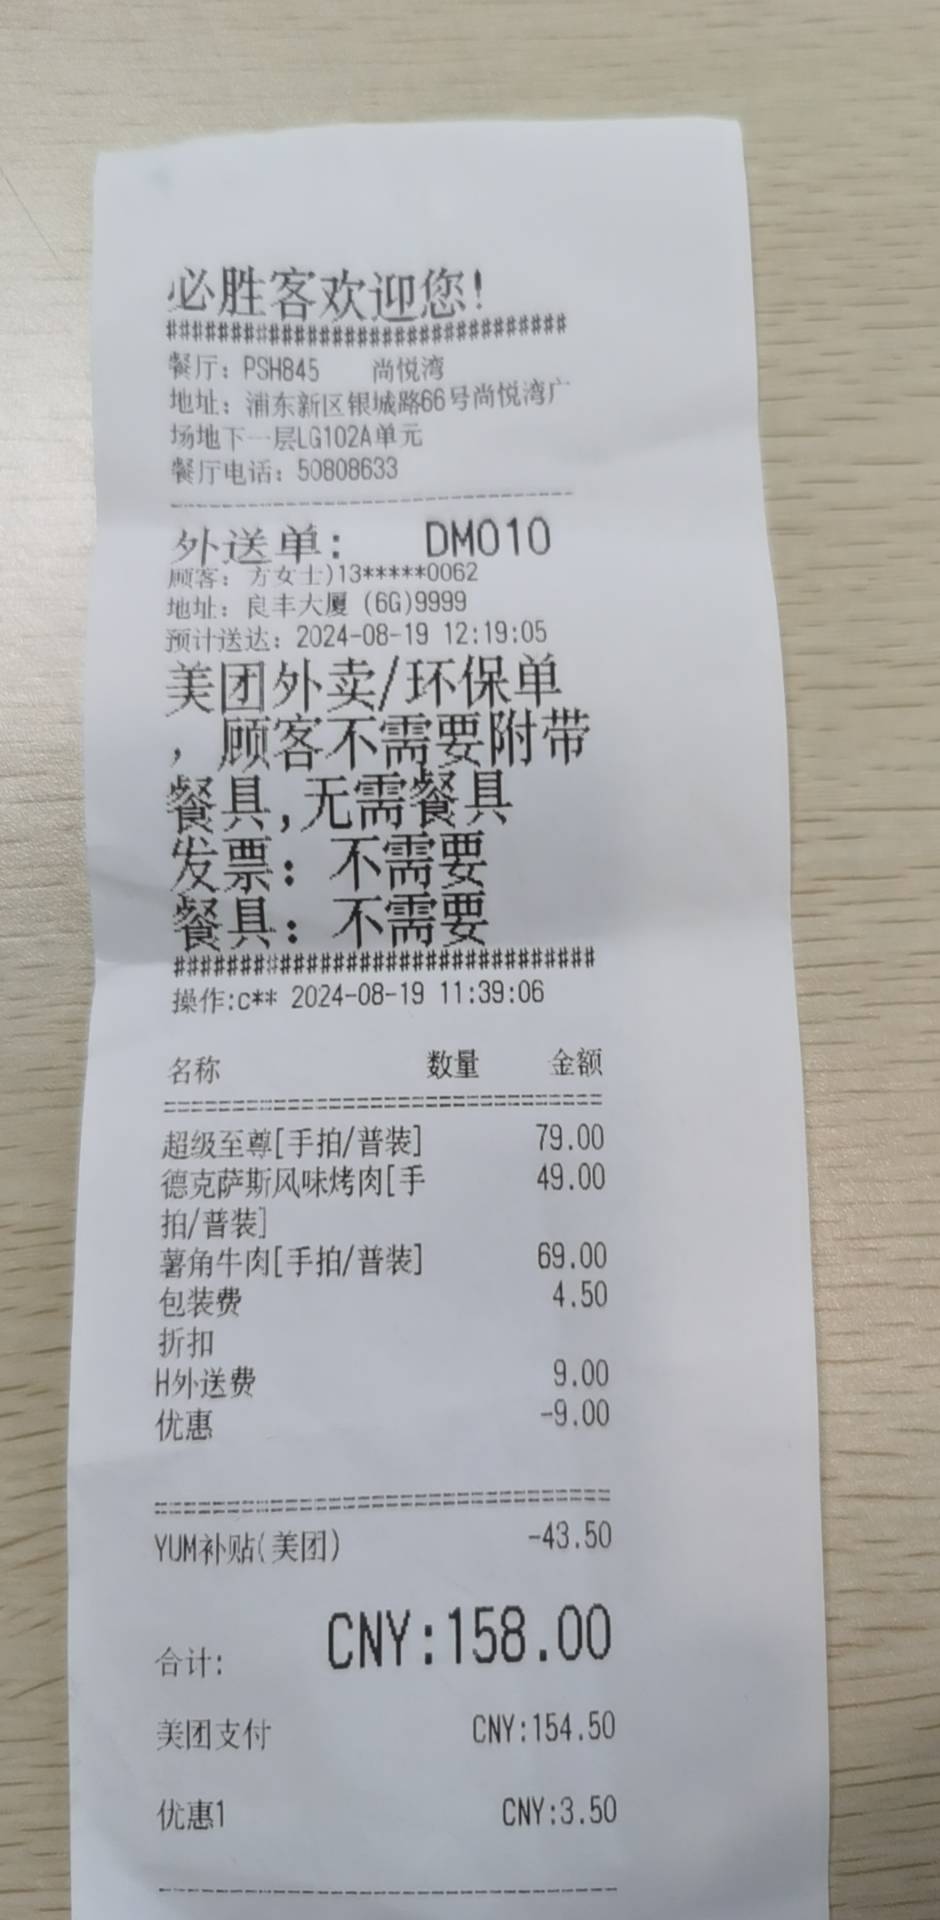 必胜客欢迎您!
##################################
餐厅: PSH845 尚悦湾
地址: 浦东新区银城路66号尚悦湾广
场地下一层LG102A单元
餐厅电话: 50808633
外送单: DM010
顾客: 方女士)13*****0062
地址: 良丰大厦 (6G)9999
预计送达: 2024-08-19 12:19:05
美团外卖/环保单
, 顾客不需要附带
餐具,无需餐具
发票: 不需要
餐具: 不需要
##################################
操作:c** 2024-08-19 11:39:06
名称 数量 金额
超级至尊[手拍/普装] 79.00
德克萨斯风味烤肉[手 49.00
拍/普装]
薯角牛肉[手拍/普装] 69.00
包装费 4.50
折扣
H外送费 9.00
优惠 -9.00
YUM补贴(美团) -43.50
合计: CNY:158.00
美团支付 CNY:154.50
优惠1 CNY:3.50